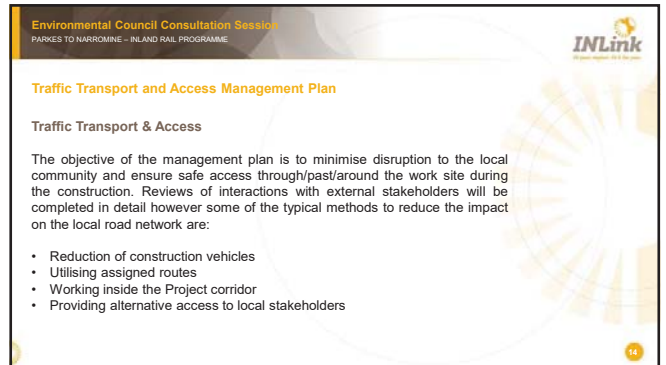 Environmental Council Consultation Session
PARKES TO NARROMINE – INLAND RAIL PROGRAMME
INLink
Traffic Transport and Access Management Plan
Traffic Transport & Access
The objective of the management plan is to minimise disruption to the local
community and ensure safe access through/past/around the work site during
the construction. Reviews of interactions with external stakeholders will be
completed in detail however some of the typical methods to reduce the impact
on the local road network are:
• Reduction of construction vehicles
• Utilising assigned routes
• Working inside the Project corridor
• Providing alternative access to local stakeholders
14